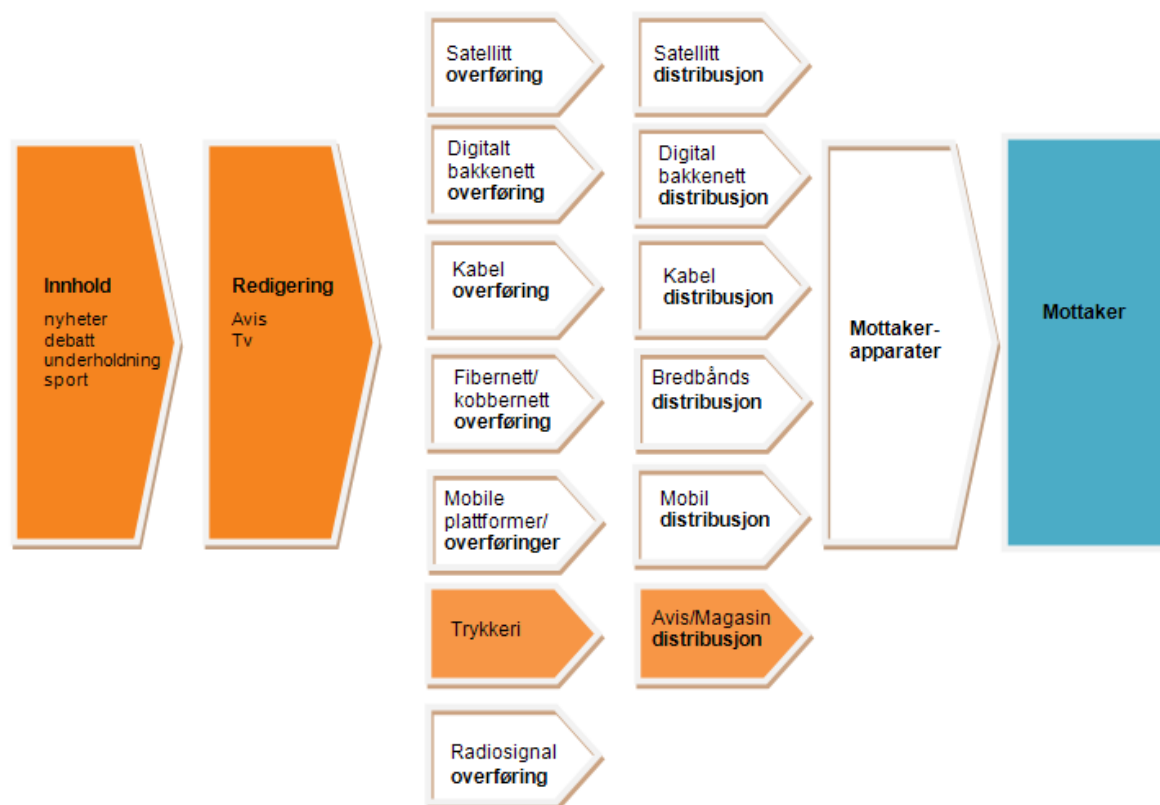 Innhold
nyheter
debatt
underholdning
sport
Redigering
Avis
Tv
Satellitt
overføring
Digitalt
bakkenett
overføring
Kabel
overføring
Fibernett/
kobbernett
overføring
Mobile
plattformer/
overføringer
Trykkeri
Radiosignal
overføring
Satellitt
distribusjon
Digital
bakkenett
distribusjon
Kabel
distribusjon
Bredbånds
distribusjon
Mobil
distribusjon
Avis/Magasin
distribusjon
Mottaker-
apparater
Mottaker